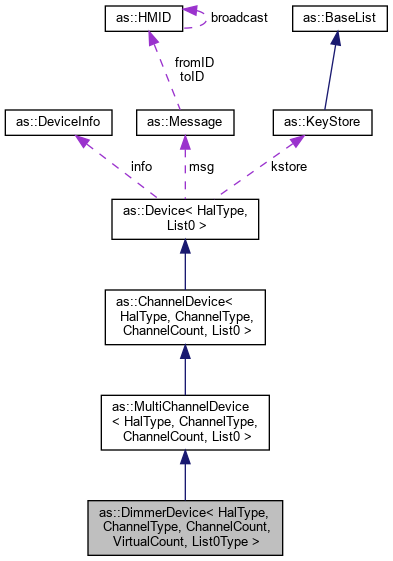 as::HMID
broadcast
as::BaseList
fromID
toID
as::DeviceInfo
as::Message
as::KeyStore
info
msg
kstore
as::Device< HalType,
List0 >
as::ChannelDevice<
HalType, ChannelType,
ChannelCount, List0 >
as::MultiChannelDevice
< HalType, ChannelType,
ChannelCount, List0 >
as::DimmerDevice< HalType,
ChannelType, ChannelCount,
VirtualCount, List0Type >